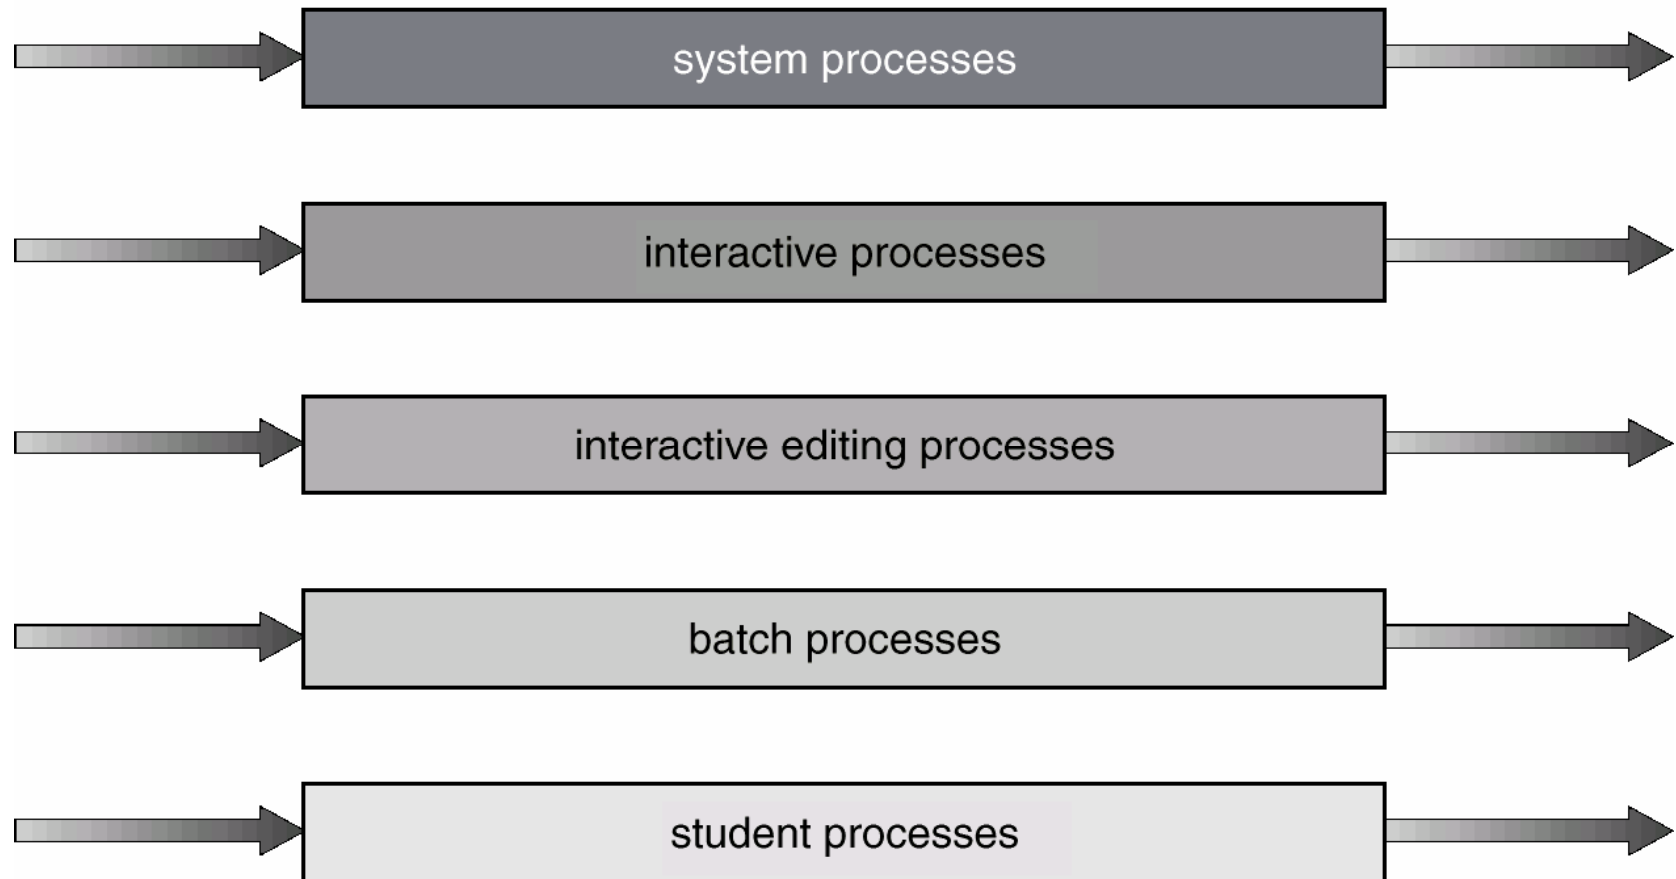 system processes
interactive processes
interactive editing processes
batch processes
student processes